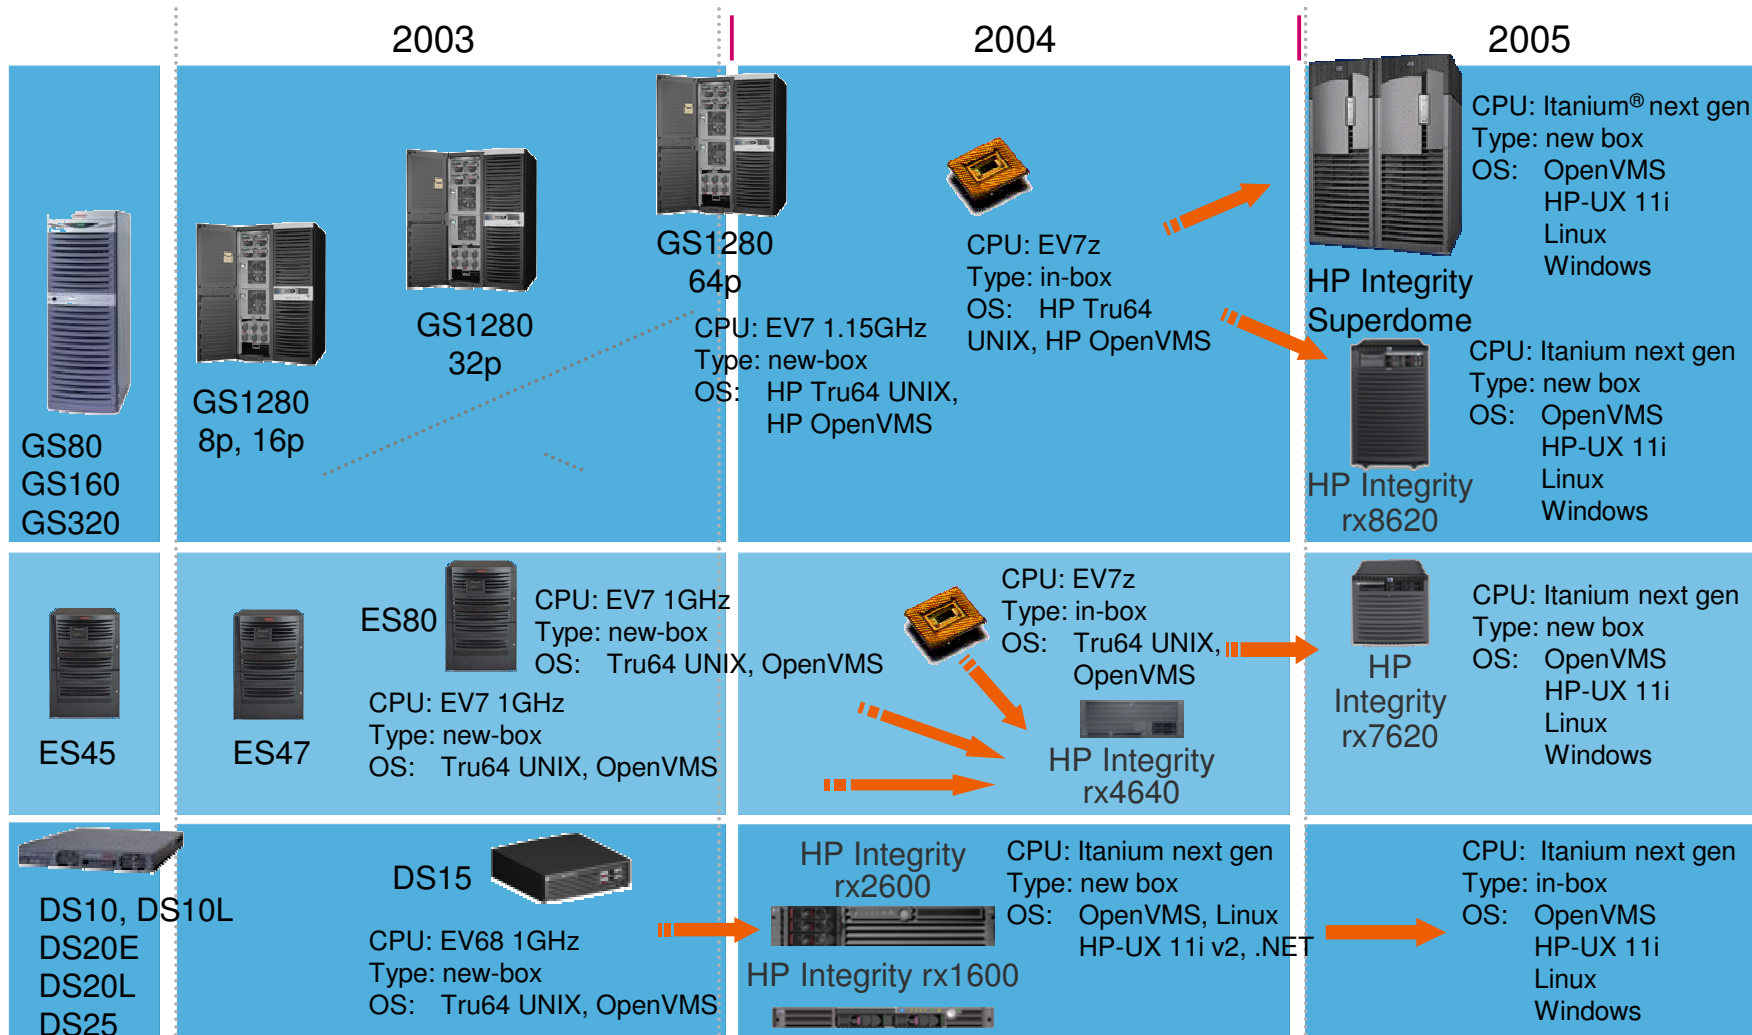 2003
2004
2005
GS80
GS160
GS320
GS1280
8p, 16p
GS1280
32p
GS1280
64p
CPU: EV7 1.15GHz
Type: new-box
OS: HP Tru64 UNIX,
HP OpenVMS
CPU: EV7z
Type: in-box
OS: HP Tru64
UNIX, HP OpenVMS
HP Integrity
Superdome
CPU: Itanium® next gen
Type: new box
OS: OpenVMS
HP-UX 11i
Linux
Windows
HP Integrity
rx8620
CPU: Itanium next gen
Type: new box
OS: OpenVMS
HP-UX 11i
Linux
Windows
ES45
ES47
ES80
CPU: EV7 1GHz
Type: new-box
OS: Tru64 UNIX, OpenVMS
CPU: EV7 1GHz
Type: new-box
OS: Tru64 UNIX, OpenVMS
CPU: EV7z
Type: in-box
OS: Tru64 UNIX,
OpenVMS
HP Integrity
rx4640
HP
Integrity
rx7620
CPU: Itanium next gen
Type: new box
OS: OpenVMS
HP-UX 11i
Linux
Windows
DS10, DS10L
DS20E
DS20L
DS25
DS15
CPU: EV68 1GHz
Type: new-box
OS: Tru64 UNIX, OpenVMS
HP Integrity
rx2600
HP Integrity rx1600
CPU: Itanium next gen
Type: new box
OS: OpenVMS, Linux
HP-UX 11i v2, .NET
CPU: Itanium next gen
Type: in-box
OS: OpenVMS
HP-UX 11i
Linux
Windows